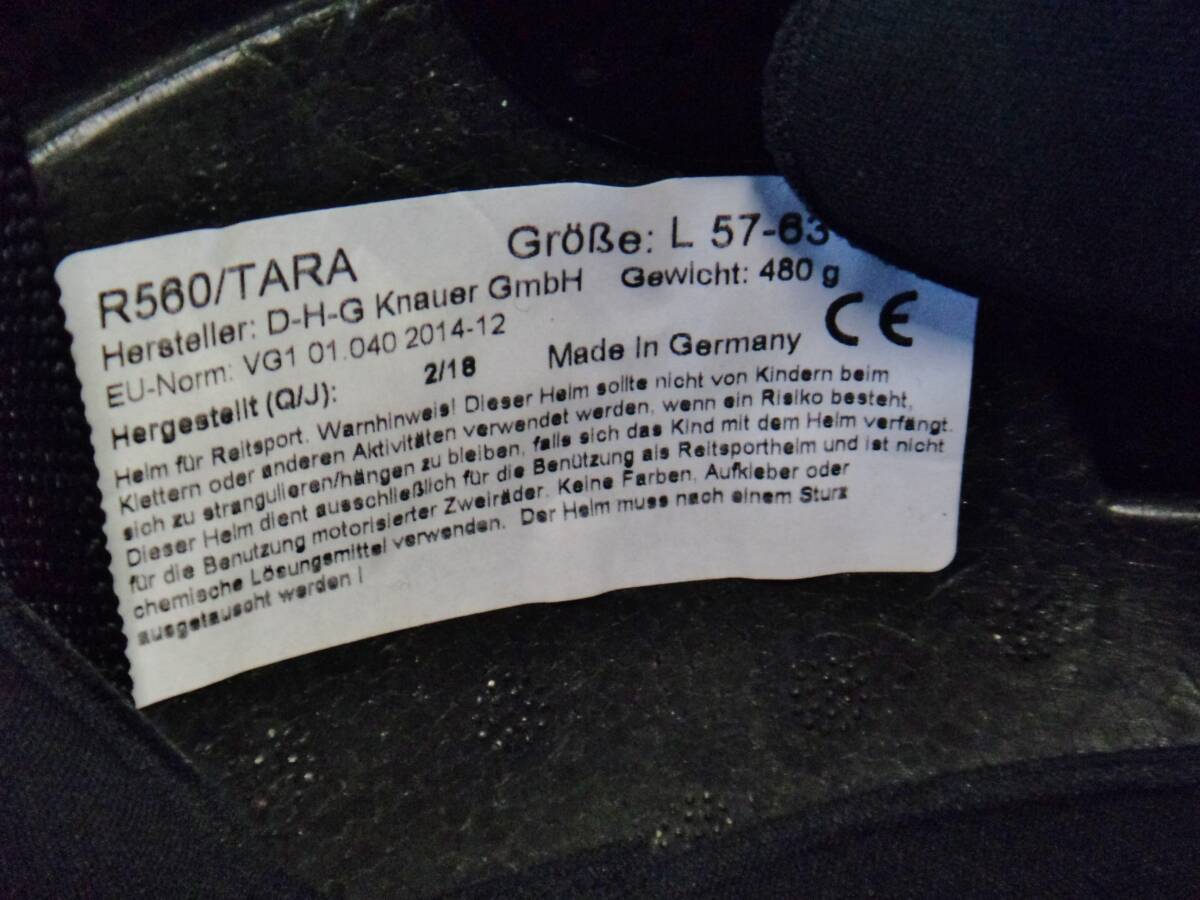 R560/TARA
Größe: L 57-63
Hersteller: D-H-G Knauer GmbH Gewicht: 480 g
EU-Norm: VG1 01.040 2014-12
Hergestellt (Q/J): 2/18 Made in Germany CE
Helm für Reitsport. Warnhinweis! Dieser Helm sollte nicht von Kindern beim
Klettern oder anderen Aktivitäten verwendet werden, wenn ein Risiko besteht,
sich zu strangulieren/hängen zu bleiben, falls sich das Kind mit dem Helm verfängt.
Dieser Helm dient ausschließlich für die Benützung als Reitsporthelm und ist nicht
für die Benutzung motorisierter Zweiräder. Keine Farben, Aufkleber oder
chemische Lösungsmittel verwenden. Der Helm muss nach einem Sturz
ausgetauscht werden !